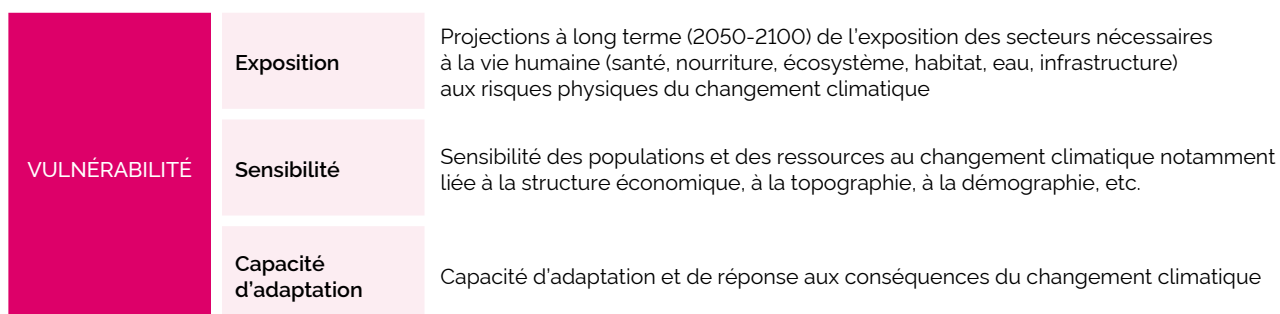 VULNÉRABILITÉ
Exposition
Projections à long terme (2050-2100) de l’exposition des secteurs nécessaires
à la vie humaine (santé, nourriture, écosystème, habitat, eau, infrastructure)
aux risques physiques du changement climatique
Sensibilité
Sensibilité des populations et des ressources au changement climatique notamment
liée à la structure économique, à la topographie, à la démographie, etc.
Capacité
d’adaptation
Capacité d’adaptation et de réponse aux conséquences du changement climatique